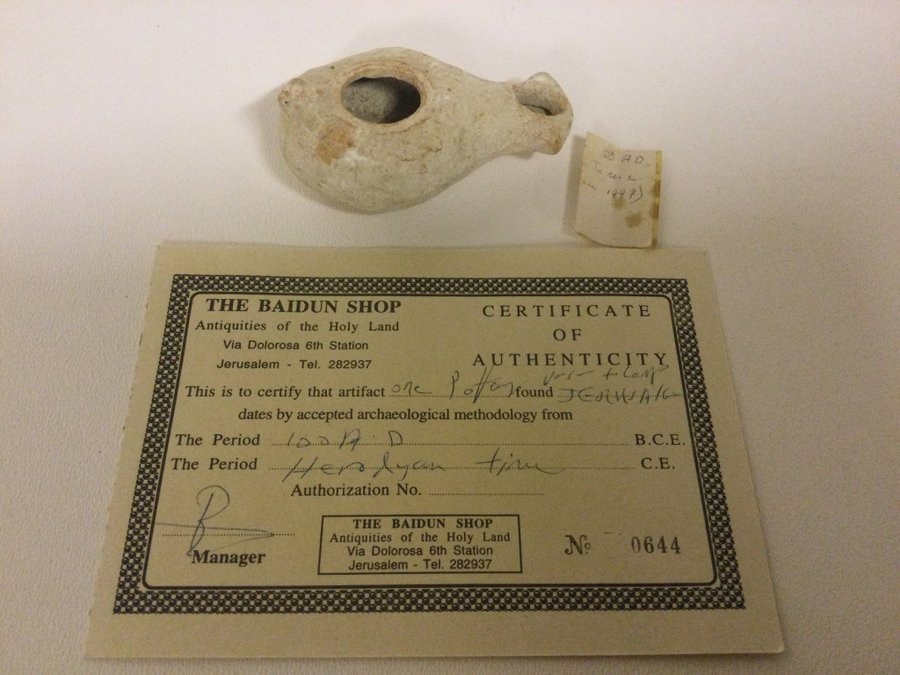 100 AD
1997)
THE BAIDUN SHOP
Antiquities of the Holy Land
Via Dolorosa 6th Station
Jerusalem - Tel. 282937
CERTIFICATE
OF
AUTHENTICITY
This is to certify that artifact one Pottery found
dates by accepted archaeological methodology from
The Period 100 A.D B.C.E.
The Period Herodyan time C.E.
Authorization No.
Manager
THE BAIDUN SHOP
Antiquities of the Holy Land
Via Dolorosa 6th Station
Jerusalem - Tel. 282937
No 0644